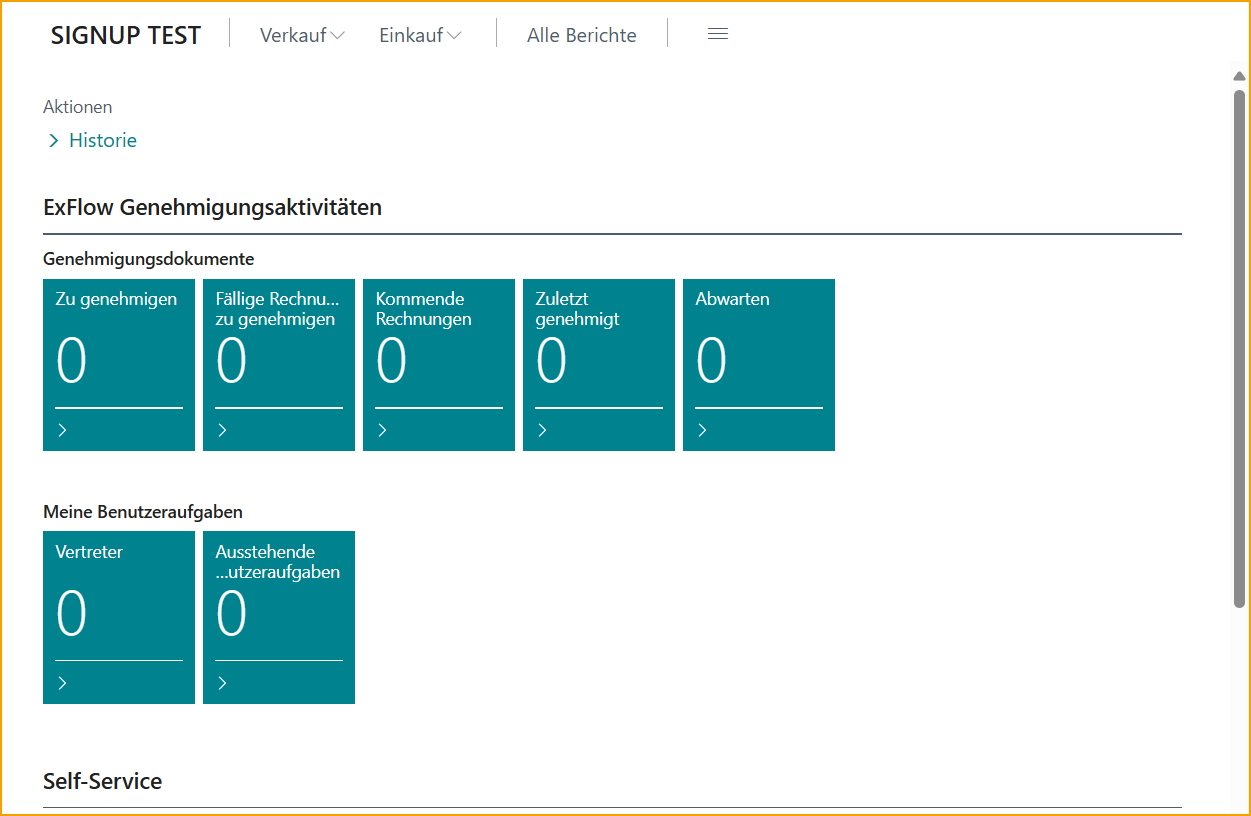 SIGNUP TEST Verkauf Einkauf Alle Berichte
Aktionen
Historie
ExFlow Genehmigungsaktivitäten
Genehmigungsdokumente
Zu genehmigen
0
Fällige Rechnu...
zu genehmigen
0
Kommende
Rechnungen
0
Zuletzt
genehmigt
0
Abwarten
0
Meine Benutzeraufgaben
Vertreter
0
Ausstehende
...utzeraufgaben
0
Self-Service